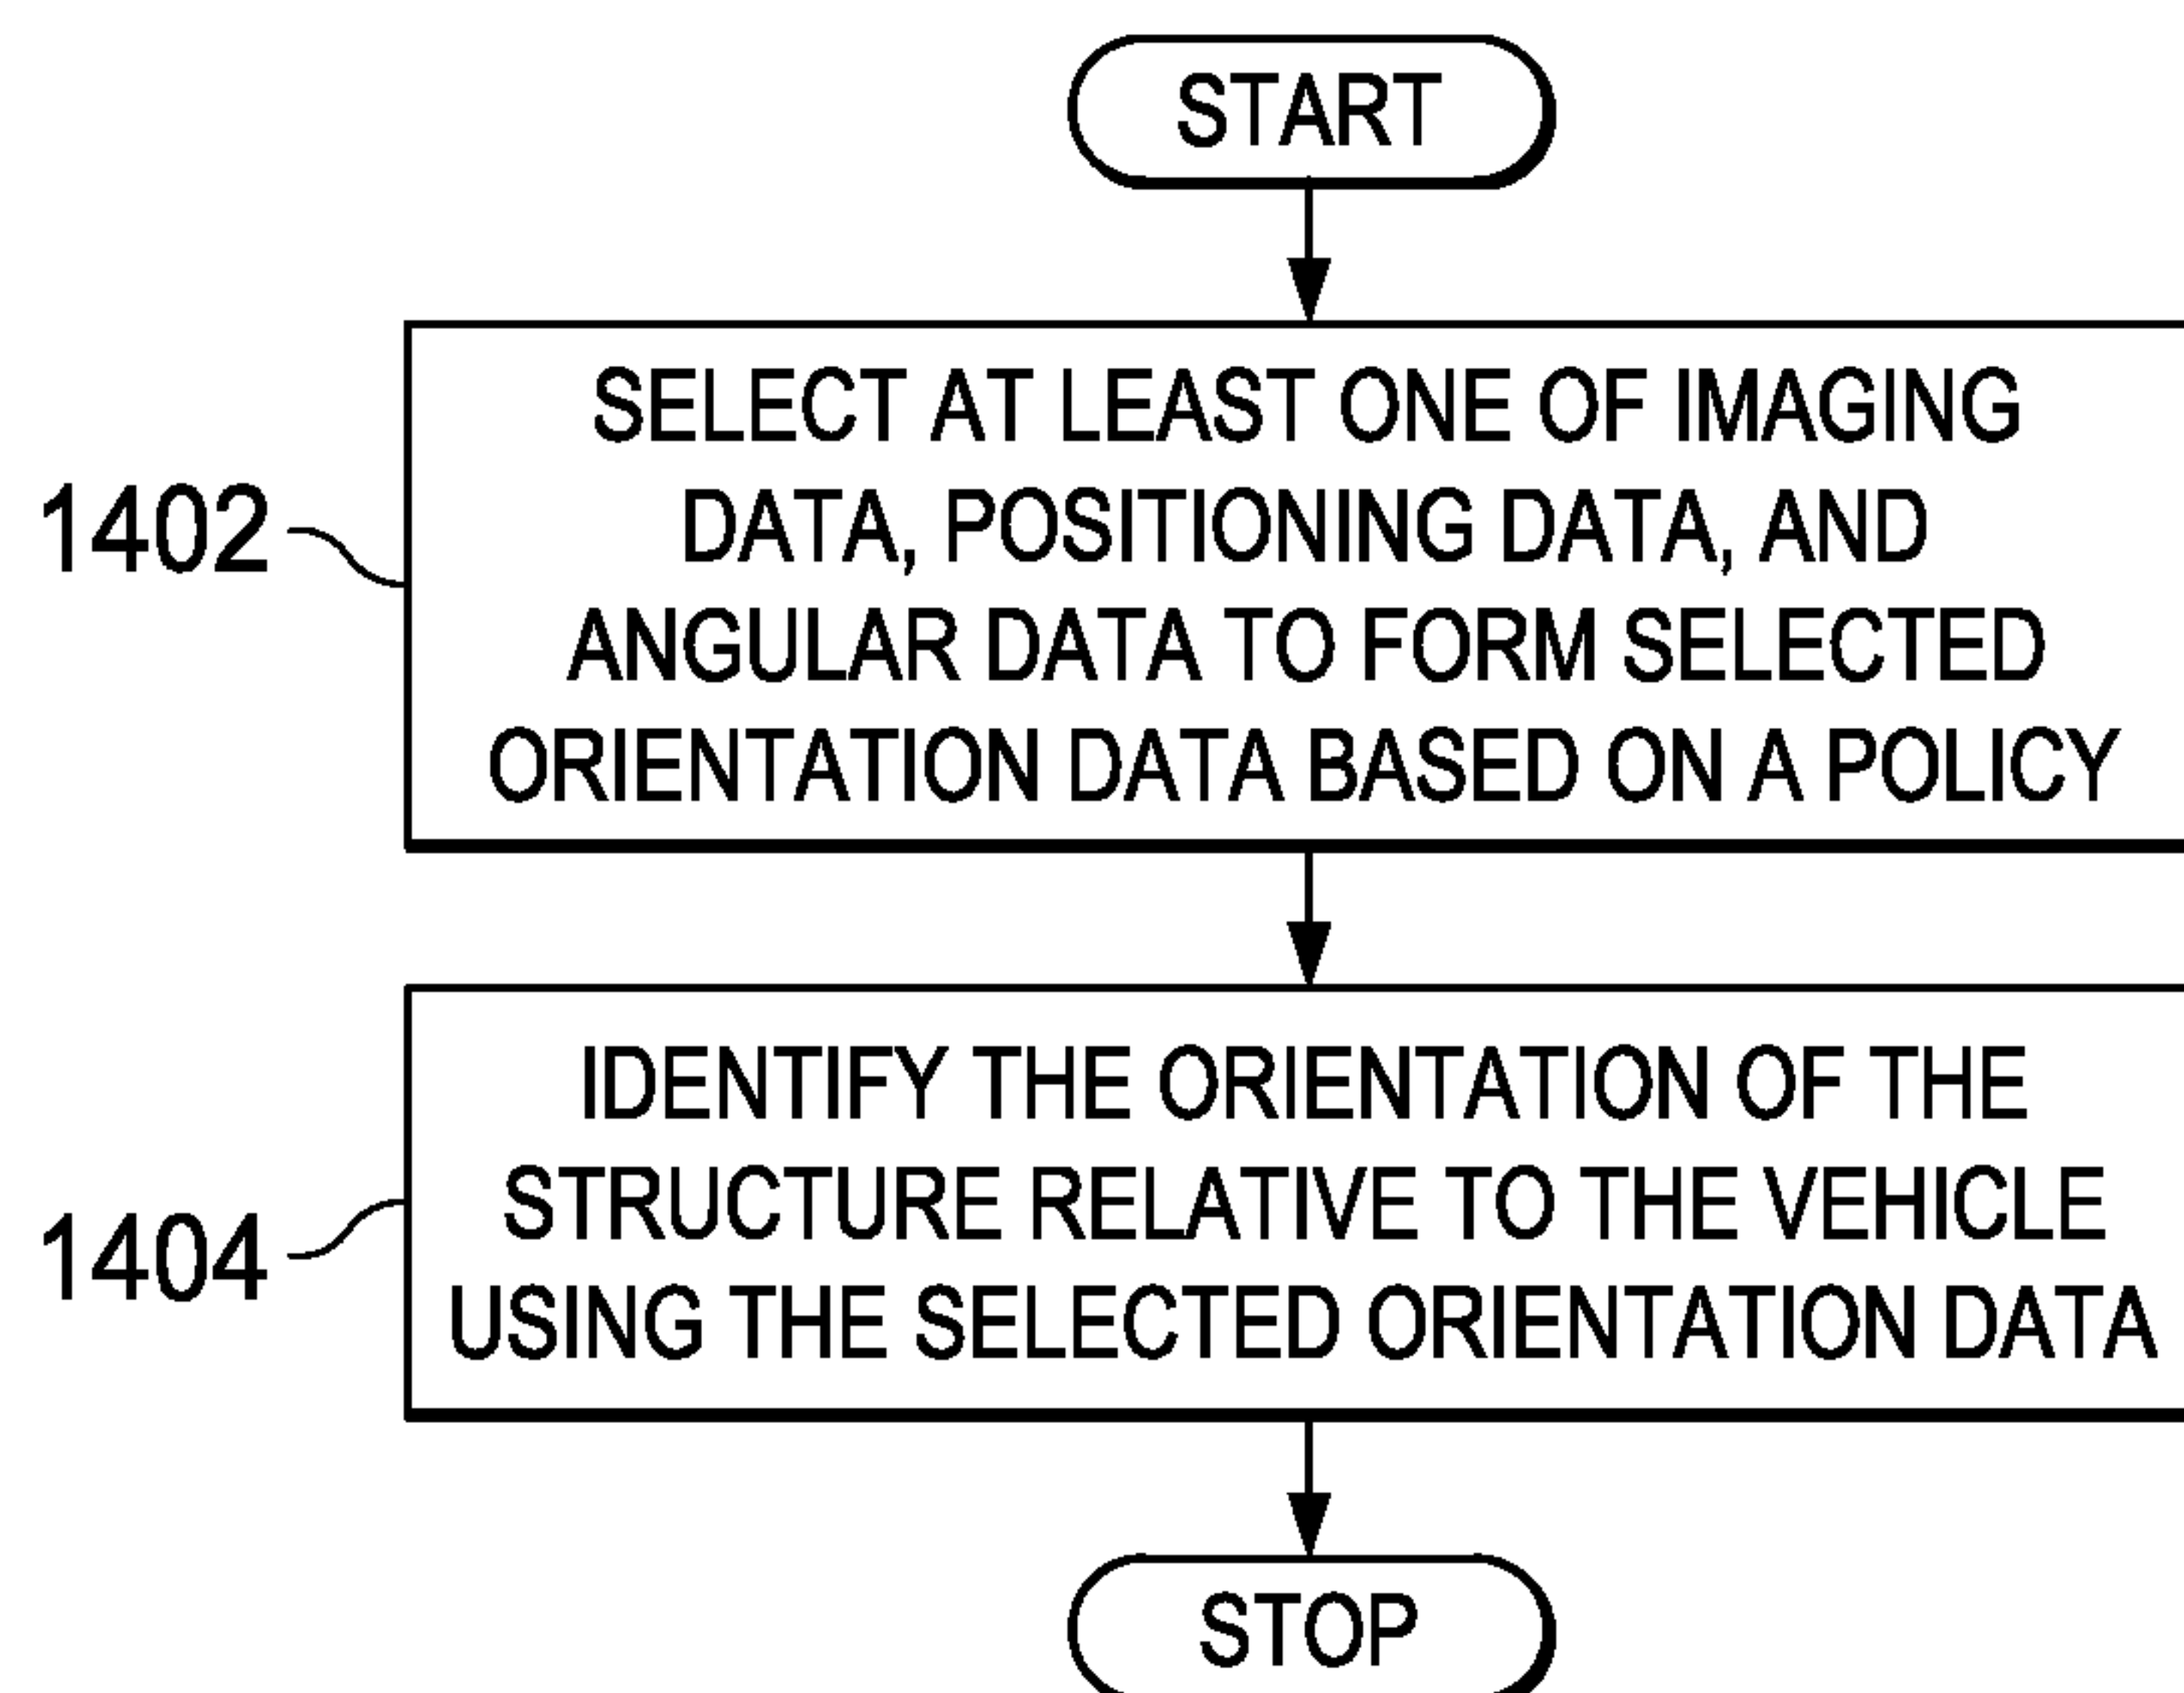 START
1402
SELECT AT LEAST ONE OF IMAGING
DATA, POSITIONING DATA, AND
ANGULAR DATA TO FORM SELECTED
ORIENTATION DATA BASED ON A POLICY
1404
IDENTIFY THE ORIENTATION OF THE
STRUCTURE RELATIVE TO THE VEHICLE
USING THE SELECTED ORIENTATION DATA
STOP